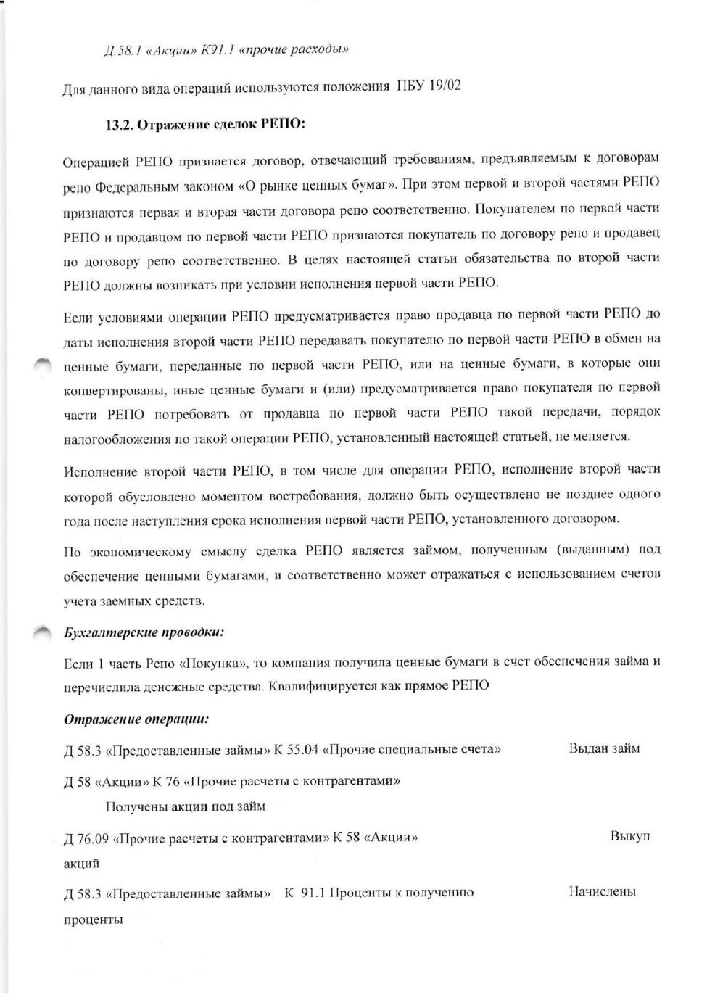 Д.58.1 «Акции» К91.1 «прочие расходы»
Для данного вида операций используются положения ПБУ 19/02
13.2. Отражение сделок РЕПО:
Операцией РЕПО признается договор, отвечающий требованиям, предъявляемым к договорам
репо Федеральным законом «О рынке ценных бумаг». При этом первой и второй частями РЕПО
признаются первая и вторая части договора репо соответственно. Покупателем по первой части
РЕПО и продавцом по первой части РЕПО признаются покупатель по договору репо и продавец
по договору репо соответственно. В целях настоящей статьи обязательства по второй части
РЕПО должны возникать при условии исполнения первой части РЕПО.
Если условиями операции РЕПО предусматривается право продавца по первой части РЕПО до
даты исполнения второй части РЕПО передавать покупателю по первой части РЕПО в обмен на
ценные бумаги, переданные по первой части РЕПО, или на ценные бумаги, в которые они
конвертированы, иные ценные бумаги и (или) предусматривается право покупателя по первой
части РЕПО потребовать от продавца по первой части РЕПО такой передачи, порядок
налогообложения по такой операции РЕПО, установленный настоящей статьей, не меняется.
Исполнение второй части РЕПО, в том числе для операции РЕПО, исполнение второй части
которой обусловлено моментом востребования, должно быть осуществлено не позднее одного
года после наступления срока исполнения первой части РЕПО, установленного договором.
По экономическому смыслу сделка РЕПО является займом, полученным (выданным) под
обеспечение ценными бумагами, и соответственно может отражаться с использованием счетов
учета заемных средств.
Бухгалтерские проводки:
Если 1 часть Репо «Покупка», то компания получила ценные бумаги в счет обеспечения займа и
перечислила денежные средства. Квалифицируется как прямое РЕПО
Отражение операции:
Д 58.3 «Предоставленные займы» К 55.04 «Прочие специальные счета» Выдан займ
Д 58 «Акции» К 76 «Прочие расчеты с контрагентами»
Получены акции под займ
Д 76.09 «Прочие расчеты с контрагентами» К 58 «Акции» Выкуп
акций
Д 58.3 «Предоставленные займы» К 91.1 Проценты к получению Начислены
проценты